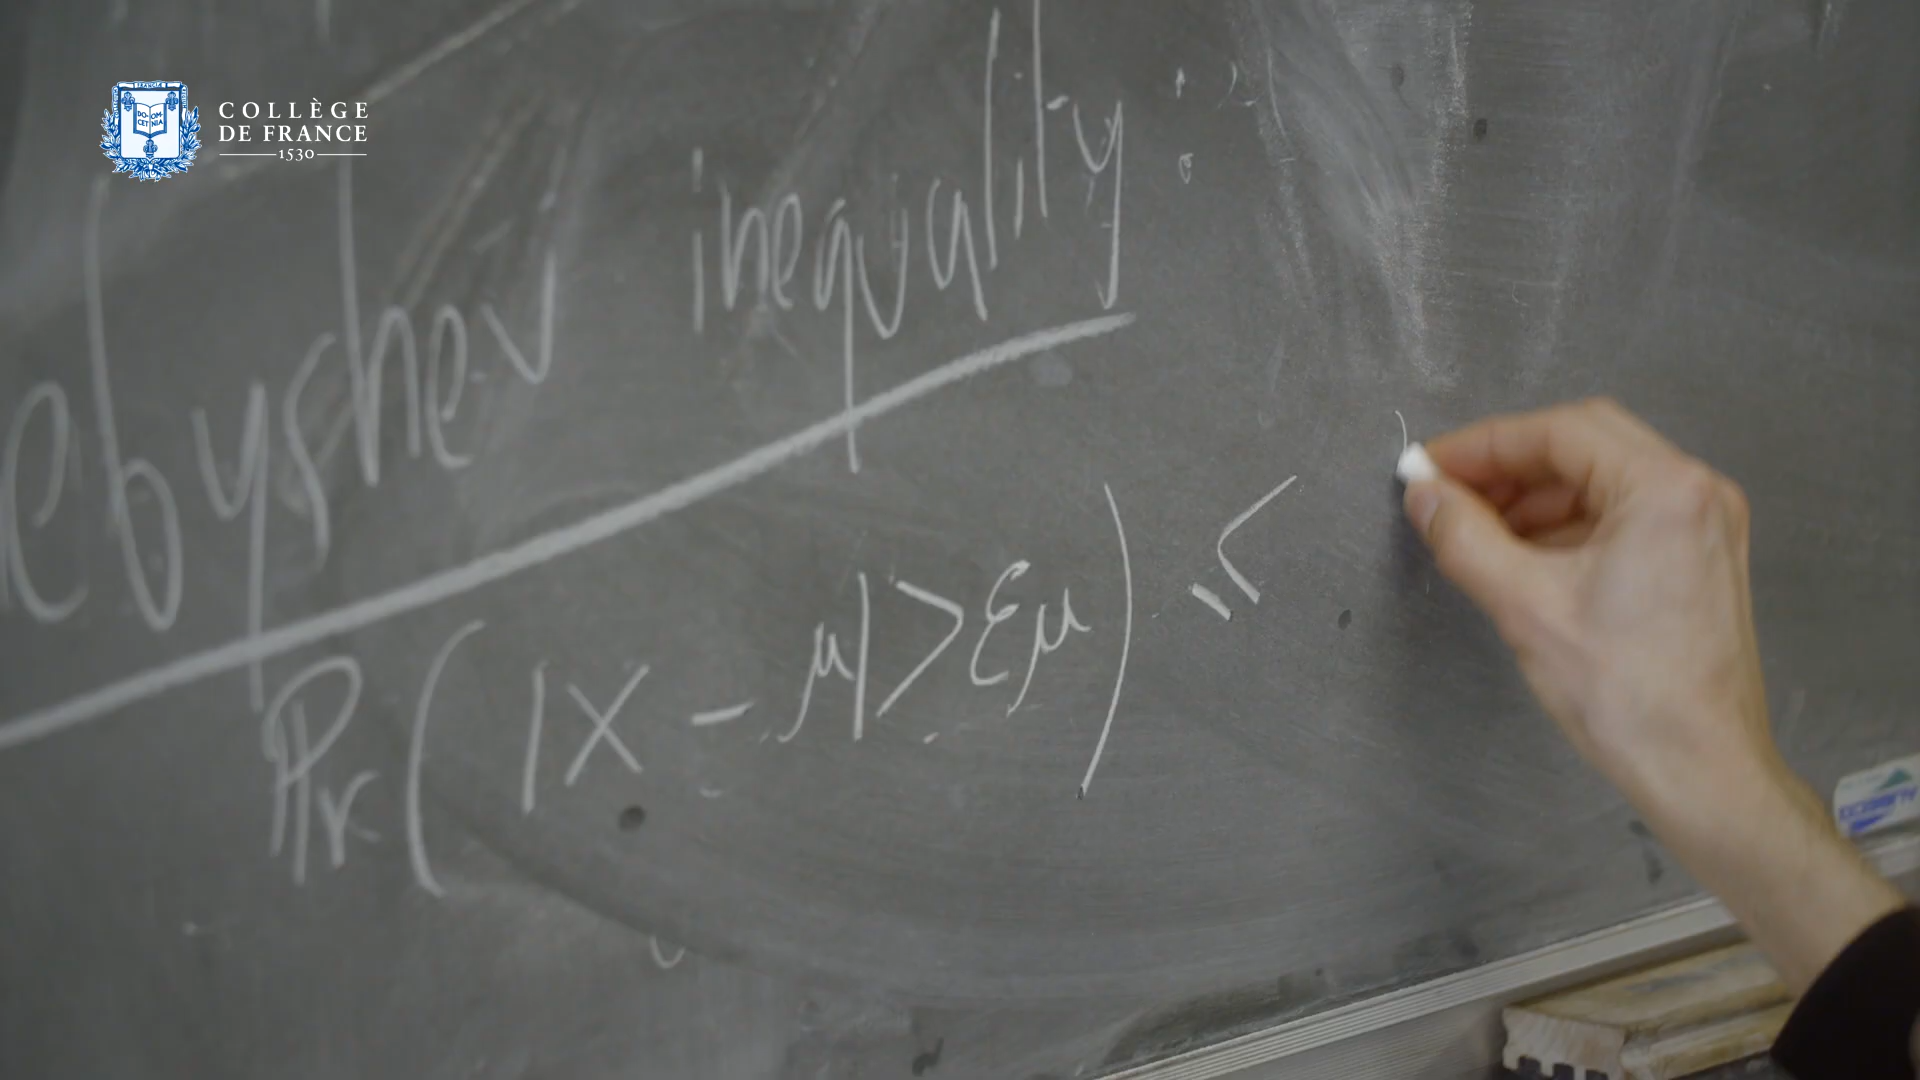 COLLÈGE
DE FRANCE
1530
ebyshev inequality:
Pr(|X - μ| > εμ) ≤